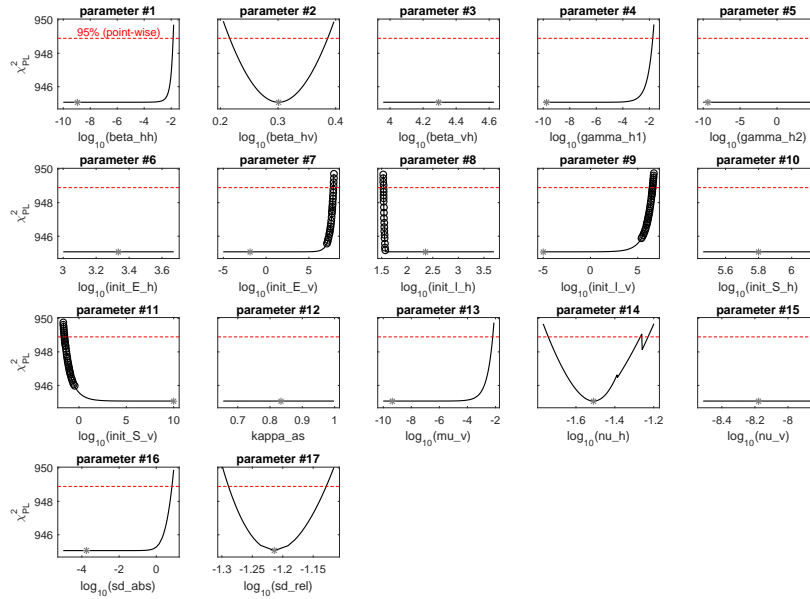 parameter #1
parameter #2
parameter #3
parameter #4
parameter #5
950
948
946
χ²PL
95% (point-wise)
-10 -8 -6 -4 -2
0.2 0.3 0.4
4 4.2 4.4 4.6
-10 -8 -6 -4 -2
-10 -5 0
log10(beta_hh)
log10(beta_hv)
log10(beta_vh)
log10(gamma_h1)
log10(gamma_h2)
parameter #6
parameter #7
parameter #8
parameter #9
parameter #10
950
948
946
χ²PL
3 3.2 3.4 3.6
-5 0 5
1.5 2 2.5 3 3.5
-5 0 5
5.6 5.8 6
log10(init_E_h)
log10(init_E_v)
log10(init_I_h)
log10(init_I_v)
log10(init_S_h)
parameter #11
parameter #12
parameter #13
parameter #14
parameter #15
950
948
946
χ²PL
0 5 10
0.7 0.8 0.9 1
-10 -8 -6 -4 -2
-1.6 -1.4 -1.2
-8.4 -8.2 -8
log10(init_S_v)
kappa_as
log10(mu_v)
log10(nu_h)
log10(nu_v)
parameter #16
parameter #17
950
948
946
χ²PL
-4 -2 0
-1.3 -1.25 -1.2 -1.15
log10(sd_abs)
log10(sd_rel)